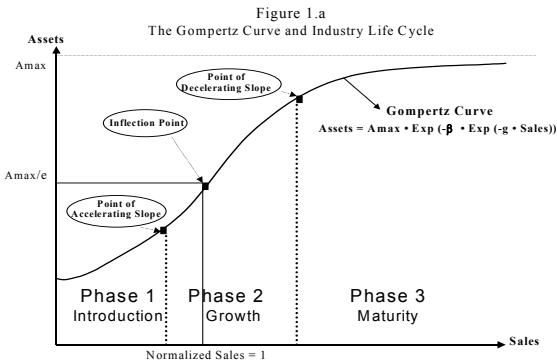 Figure 1.a
The Gompertz Curve and Industry Life Cycle
Assets
Amax
Point of
Decelerating Slope
Gompertz Curve
Assets = Amax • Exp (-β • Exp (-g • Sales))
Inflection Point
Amax/e
Point of
Accelerating Slope
Phase 1
Introduction
Phase 2
Growth
Phase 3
Maturity
Sales
Normalized Sales = 1